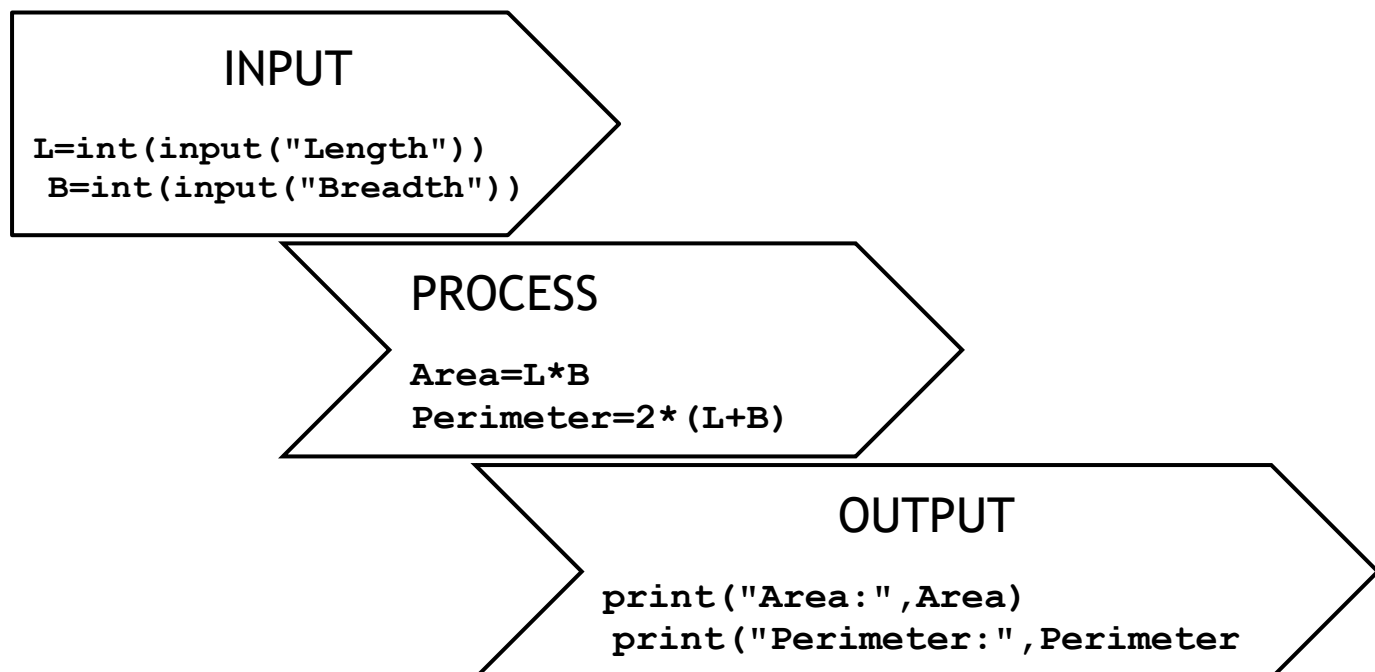 INPUT
L=int(input("Length"))
B=int(input("Breadth"))
PROCESS
Area=L*B
Perimeter=2*(L+B)
OUTPUT
print("Area:",Area)
print("Perimeter:",Perimeter